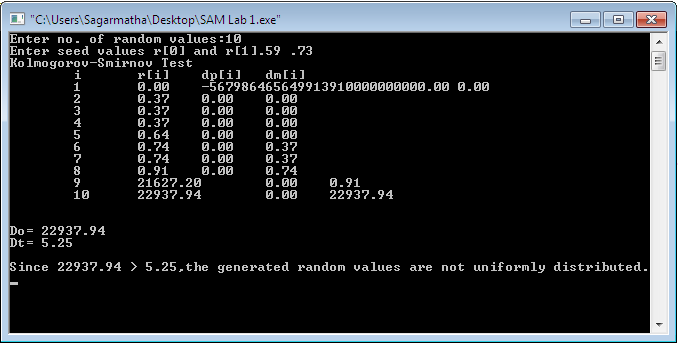 "C:\Users\Sagarmatha\Desktop\SAM Lab 1.exe"
Enter no. of random values:10
Enter seed values r[0] and r[1].59 .73
Kolmogorov-Smirnov Test
i r[i] dp[i] dm[i]
1 0.00 -567986465649913910000000000.00 0.00
2 0.37 0.00 0.00
3 0.37 0.00 0.00
4 0.37 0.00 0.00
5 0.64 0.00 0.00
6 0.74 0.00 0.37
7 0.74 0.00 0.37
8 0.91 0.00 0.74
9 21627.20 0.00 0.91
10 22937.94 0.00 22937.94
Do= 22937.94
Dt= 5.25
Since 22937.94 > 5.25,the generated random values are not uniformly distributed.